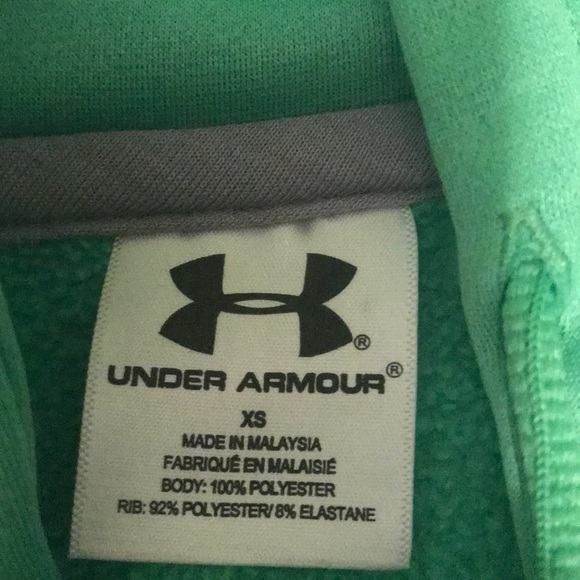 ®
UNDER ARMOUR®
XS
MADE IN MALAYSIA
FABRIQUÉ EN MALAISIÉ
BODY: 100% POLYESTER
RIB: 92% POLYESTER/ 8% ELASTANE